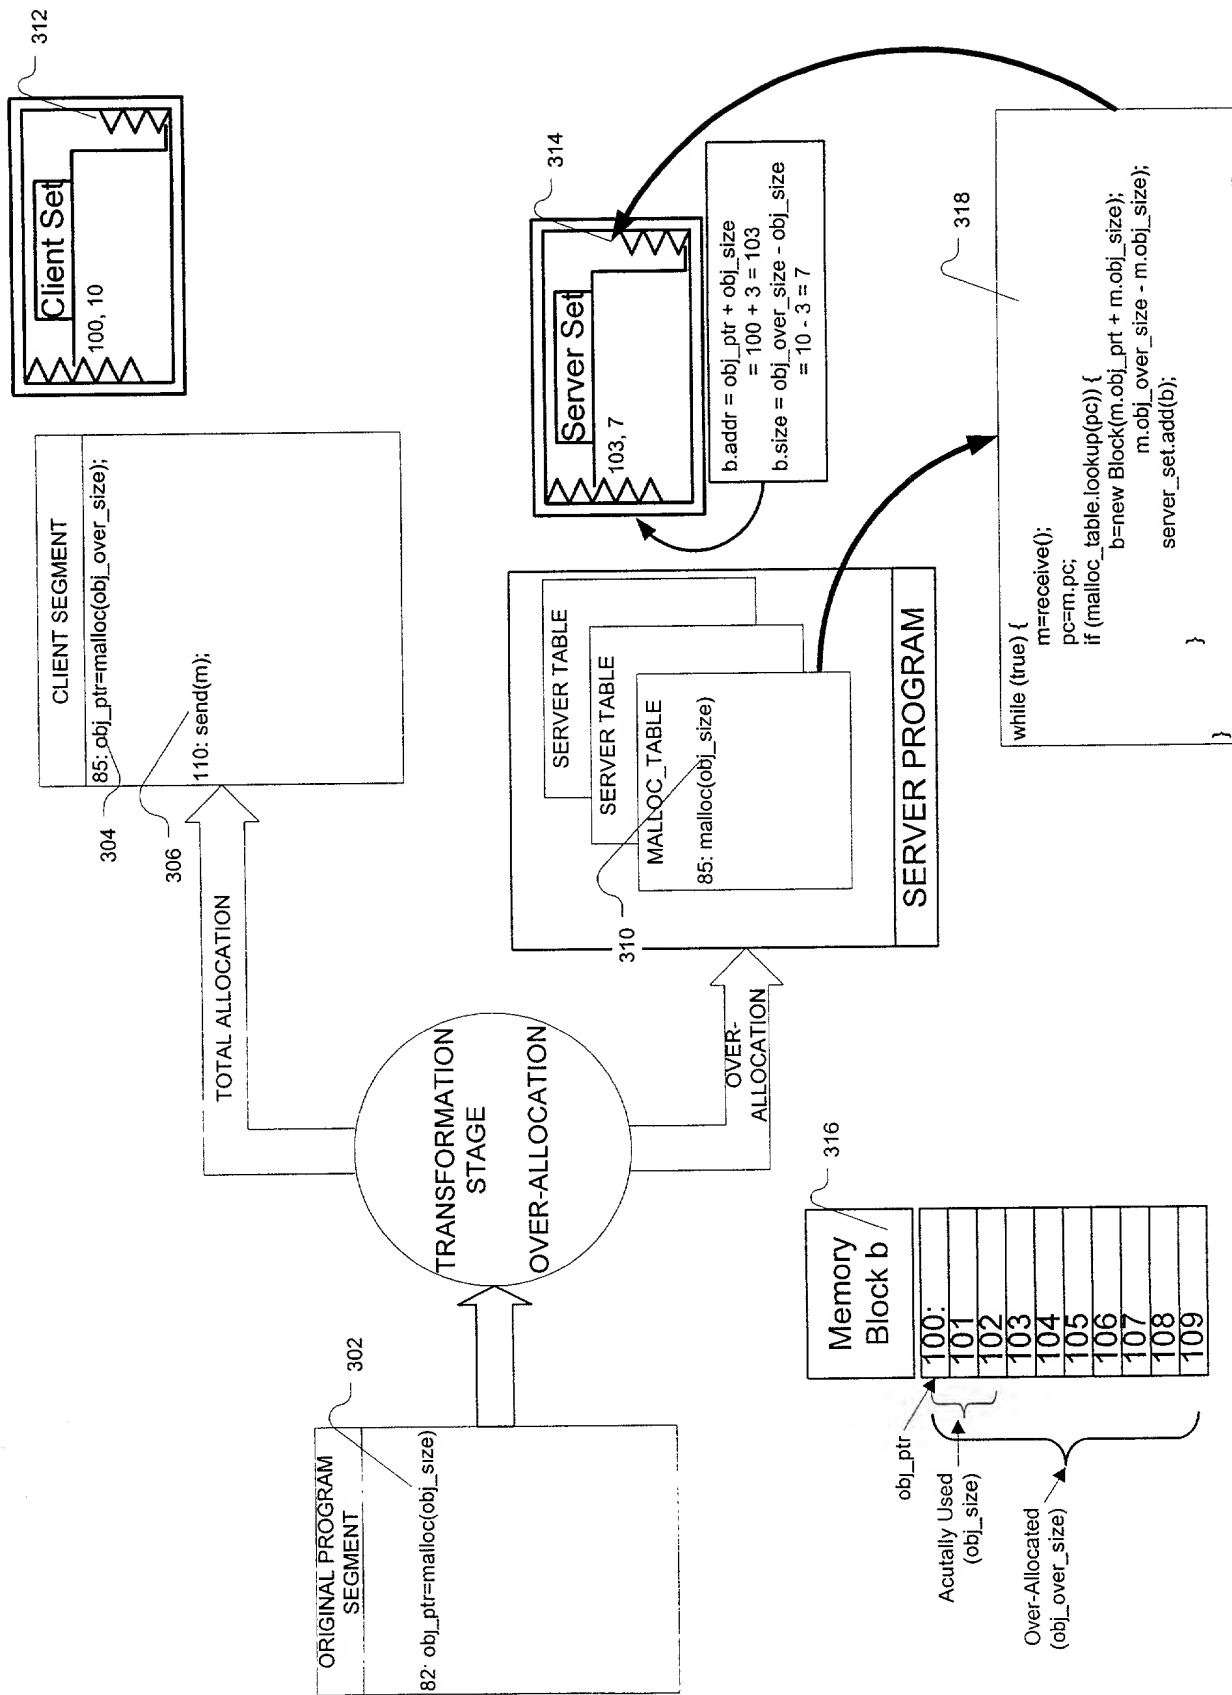 ORIGINAL PROGRAM
SEGMENT
82: obj_ptr=malloc(obj_size)
302
TRANSFORMATION
STAGE
OVER-ALLOCATION
TOTAL ALLOCATION
OVER-
ALLOCATION
CLIENT SEGMENT
85: obj_ptr=malloc(obj_over_size);
110: send(m);
304
306
Client Set
100, 10
312
SERVER TABLE
SERVER TABLE
MALLOC_TABLE
85: malloc(obj_size)
310
SERVER PROGRAM
Server Set
103, 7
314
b.addr = obj_ptr + obj_size
= 100 + 3 = 103
b.size = obj_over_size - obj_size
= 10 - 3 = 7
Memory
Block b
316
100:
101
102
103
104
105
106
107
108
109
obj_ptr
Acutally Used
(obj_size)
Over-Allocated
(obj_over_size)
318
while (true) {
m=receive();
pc=m.pc;
if (malloc_table.lookup(pc)) {
b=new Block(m.obj_prt + m.obj_size);
m.obj_over_size - m.obj_size);
server_set.add(b);
}
}